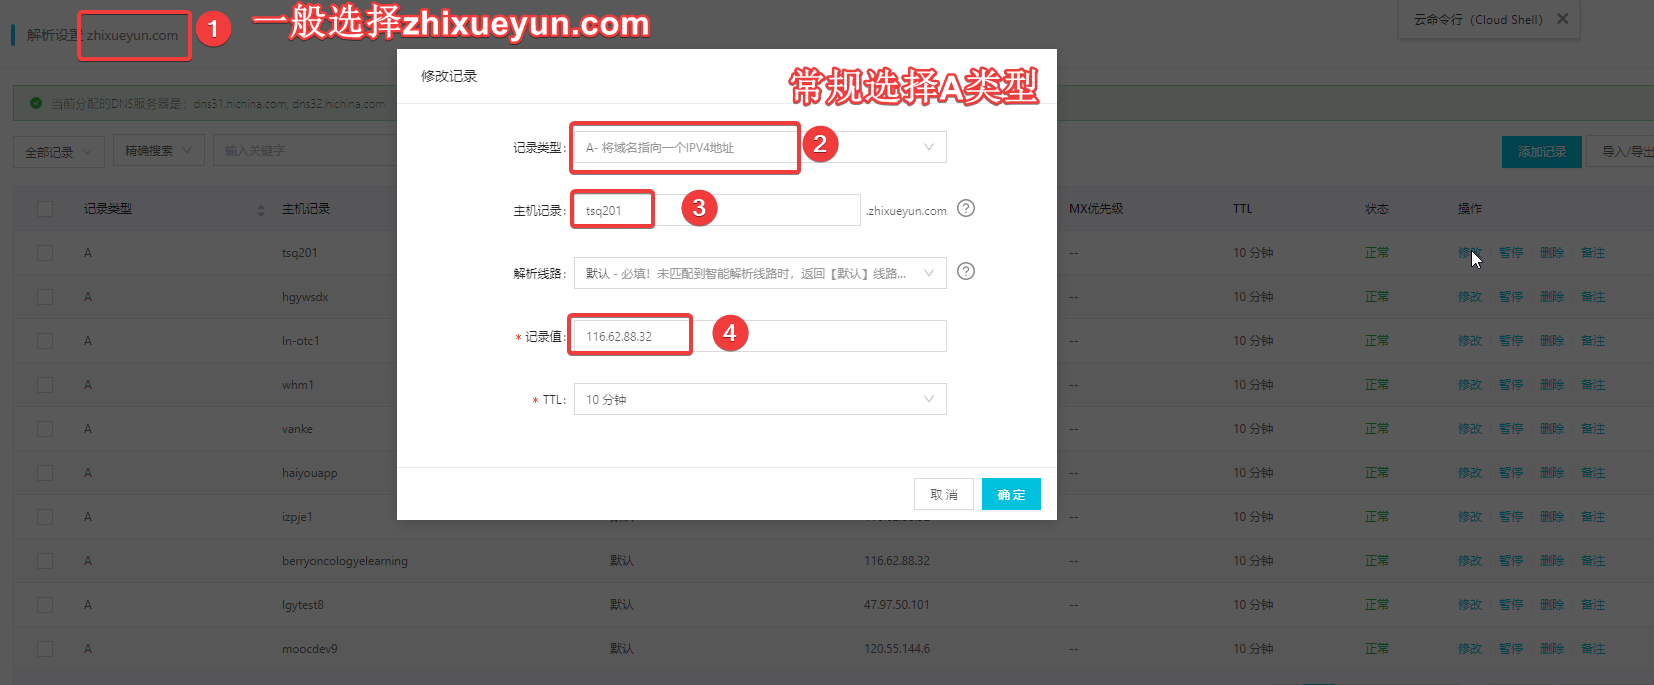 一般选择zhixueyun.com
1
解析设置 zhixueyun.com
云命令行（Cloud Shell） ×
修改记录
常规选择A类型
当前分配的DNS服务器是：dns31.hichina.com, dns32.hichina.com
全部记录 精确搜索 输入关键字
添加记录 导入/导出
记录类型: A- 将域名指向一个IPV4地址 2
主机记录: tsq201 3 .zhixueyun.com ?
解析线路: 默认 - 必填！未匹配到智能解析线路时，返回【默认】线路... ?
* 记录值: 116.62.88.32 4
* TTL: 10 分钟
取消 确定
记录类型 主机记录 MX优先级 TTL 状态 操作
A tsq201 -- 10 分钟 正常 修改 暂停 删除 备注
A hgywsdx -- 10 分钟 正常 修改 暂停 删除 备注
A ln-otc1 -- 10 分钟 正常 修改 暂停 删除 备注
A whm1 -- 10 分钟 正常 修改 暂停 删除 备注
A vanke -- 10 分钟 正常 修改 暂停 删除 备注
A haiyouapp -- 10 分钟 正常 修改 暂停 删除 备注
A izpje1 -- 10 分钟 正常 修改 暂停 删除 备注
A berryoncologyelearning 默认 116.62.88.32 -- 10 分钟 正常 修改 暂停 删除 备注
A lgytest8 默认 47.97.50.101 -- 10 分钟 正常 修改 暂停 删除 备注
A moocdev9 默认 120.55.144.6 -- 10 分钟 正常 修改 暂停 删除 备注